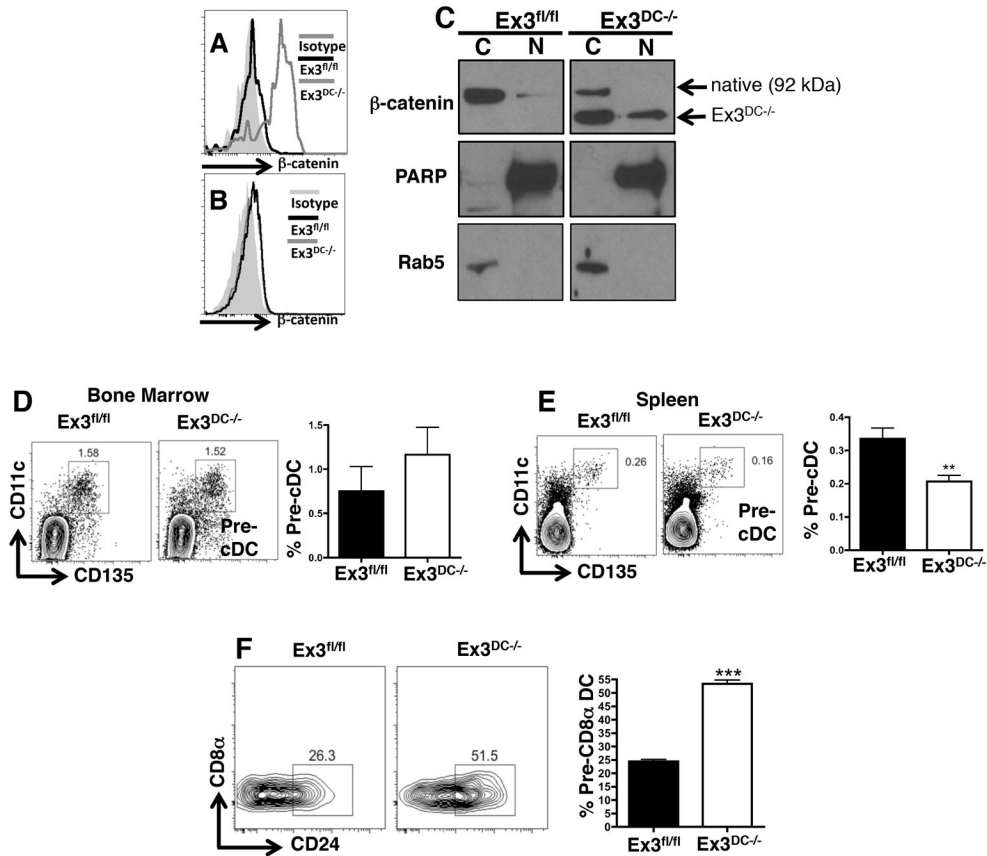 A
Isotype
Ex3fl/fl
Ex3DC-/-
β-catenin
B
Isotype
Ex3fl/fl
Ex3DC-/-
β-catenin
C
Ex3fl/fl Ex3DC-/-
C N C N
β-catenin
native (92 kDa)
Ex3DC-/-
PARP
Rab5
D
Bone Marrow
Ex3fl/fl Ex3DC-/-
1.58
1.52
CD11c
CD135
Pre-
cDC
% Pre-cDC
1.5
1.0
0.5
0.0
Ex3fl/fl Ex3DC-/-
E
Spleen
Ex3fl/fl Ex3DC-/-
0.26
0.16
CD11c
CD135
Pre-
cDC
% Pre-cDC
0.4
0.3
0.2
0.1
0.0
**
Ex3fl/fl Ex3DC-/-
F
Ex3fl/fl Ex3DC-/-
26.3
51.5
CD8α
CD24
% Pre-CD8α DC
55
50
45
40
35
30
25
20
15
10
5
0
***
Ex3fl/fl Ex3DC-/-